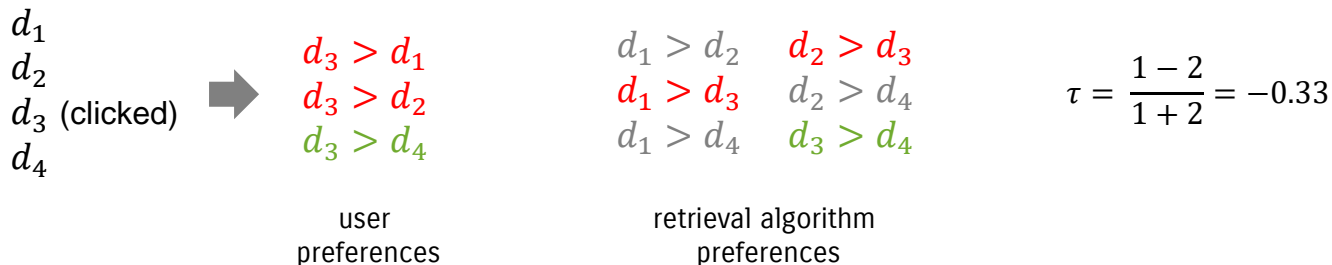 d₁
d₂
d₃ (clicked)
d₄
d₃ > d₁
d₃ > d₂
d₃ > d₄
user
preferences
d₁ > d₂ d₂ > d₃
d₁ > d₃ d₂ > d₄
d₁ > d₄ d₃ > d₄
retrieval algorithm
preferences
τ = (1 − 2)/(1 + 2) = −0.33